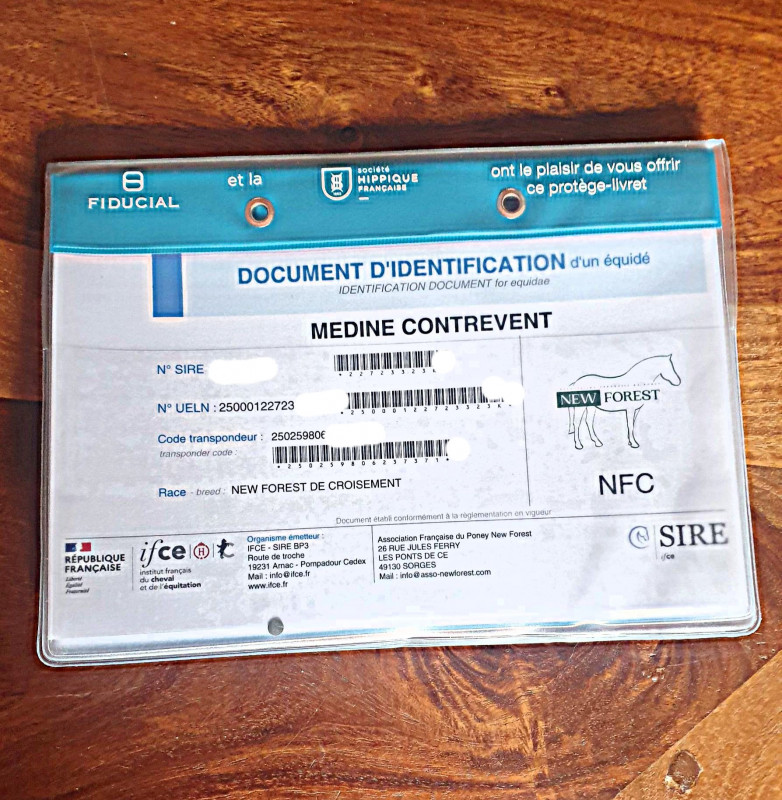 FIDUCIAL
et la
société
HIPPIQUE
FRANÇAISE
ont le plaisir de vous offrir
ce protège-livret
DOCUMENT D'IDENTIFICATION d'un équidé
IDENTIFICATION DOCUMENT for equidae
MEDINE CONTREVENT
N° SIRE
N° UELN : 25000122723
Code transpondeur : 25025980
transponder code :
Race - breed : NEW FOREST DE CROISEMENT
NEW FOREST
NFC
Document établi conformément à la réglementation en vigueur
RÉPUBLIQUE
FRANÇAISE
Liberté
Égalité
Fraternité
ifce
institut français
du cheval
et de l'équitation
Organisme émetteur :
IFCE - SIRE BP3
Route de troche
19231 Arnac - Pompadour Cedex
Mail : info@ifce.fr
www.ifce.fr
Association Française du Poney New Forest
26 RUE JULES FERRY
LES PONTS DE CE
49130 SORGES
Mail : info@asso-newforest.com
SIRE
ifce